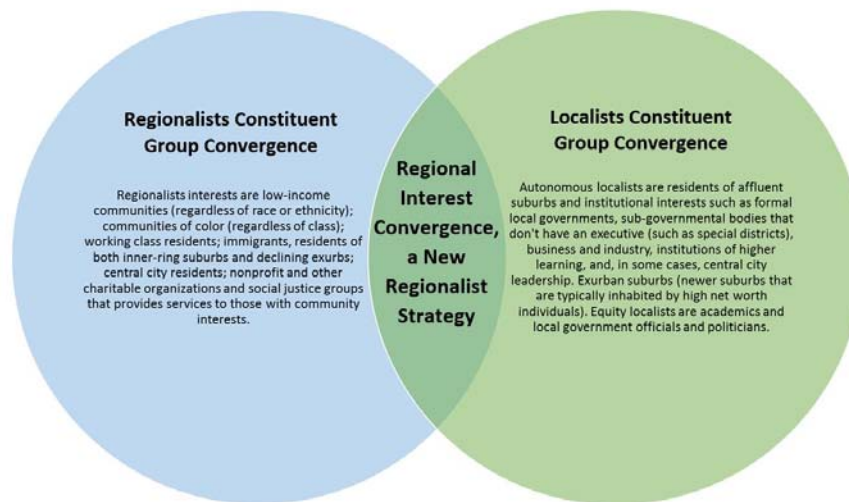 Regionalists Constituent
Group Convergence
Regionalists interests are low-income
communities (regardless of race or ethnicity);
communities of color (regardless of class);
working class residents; immigrants, residents of
both inner-ring suburbs and declining exurbs;
central city residents; nonprofit and other
charitable organizations and social justice groups
that provides services to those with community
interests.
Regional
Interest
Convergence,
a New
Regionalist
Strategy
Localists Constituent
Group Convergence
Autonomous localists are residents of affluent
suburbs and institutional interests such as formal
local governments, sub-governmental bodies that
don't have an executive (such as special districts),
business and industry, institutions of higher
learning, and, in some cases, central city
leadership. Exurban suburbs (newer suburbs that
are typically inhabited by high net worth
individuals). Equity localists are academics and
local government officials and politicians.